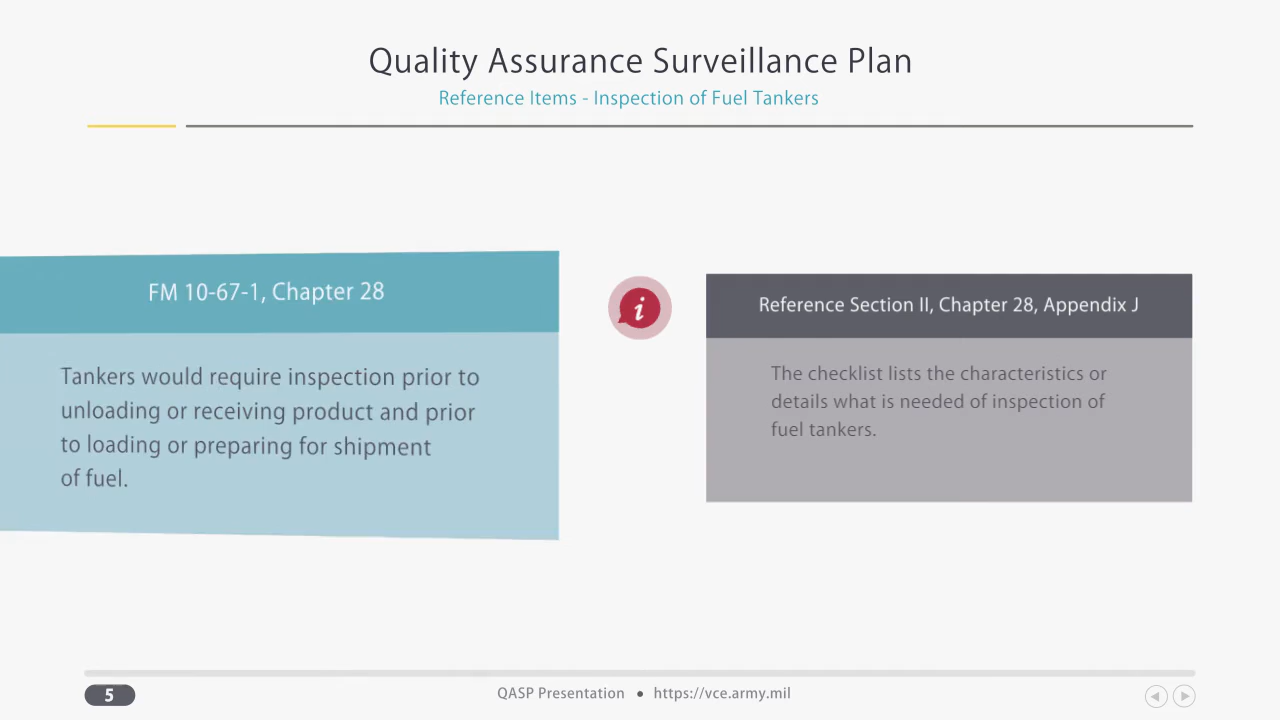 Quality Assurance Surveillance Plan
Reference Items - Inspection of Fuel Tankers
FM 10-67-1, Chapter 28
Tankers would require inspection prior to
unloading or receiving product and prior
to loading or preparing for shipment
of fuel.
i
Reference Section II, Chapter 28, Appendix J
The checklist lists the characteristics or
details what is needed of inspection of
fuel tankers.
5
QASP Presentation • https://vce.army.mil